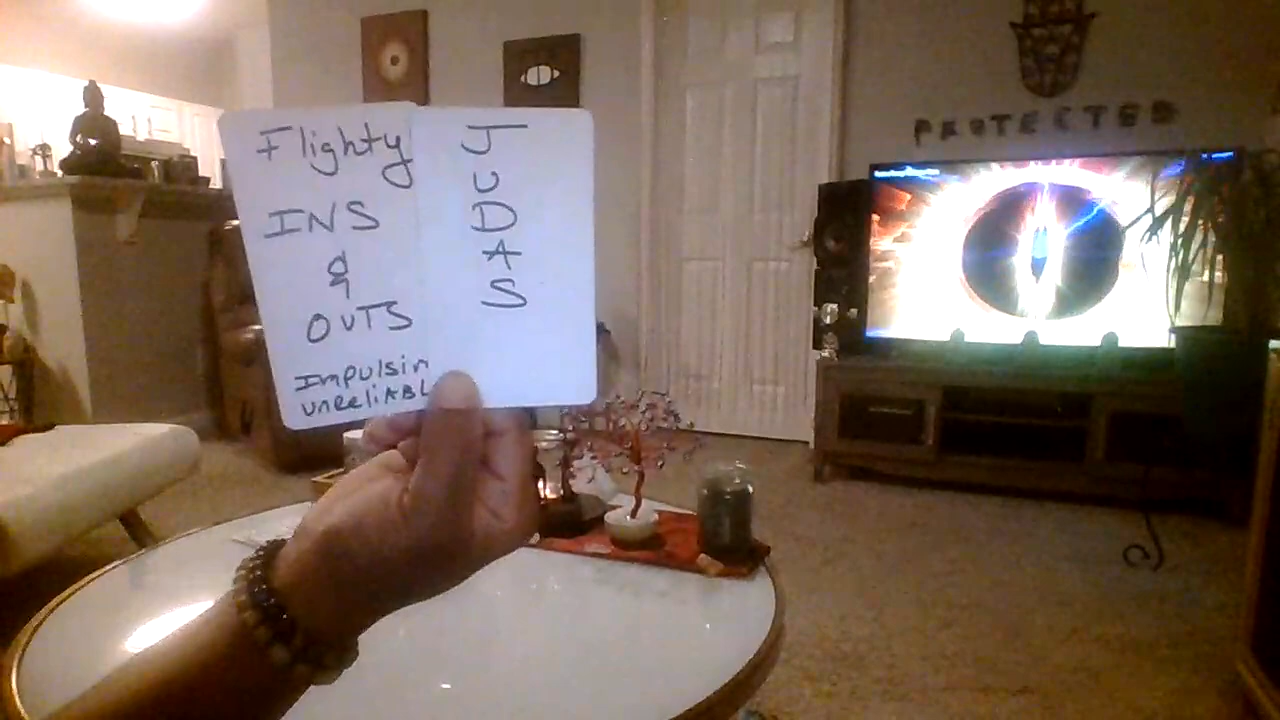 Flighty
INS
&
OUTS
Impulsiv
unreliABL
J
U
D
A
S
PROTECTED